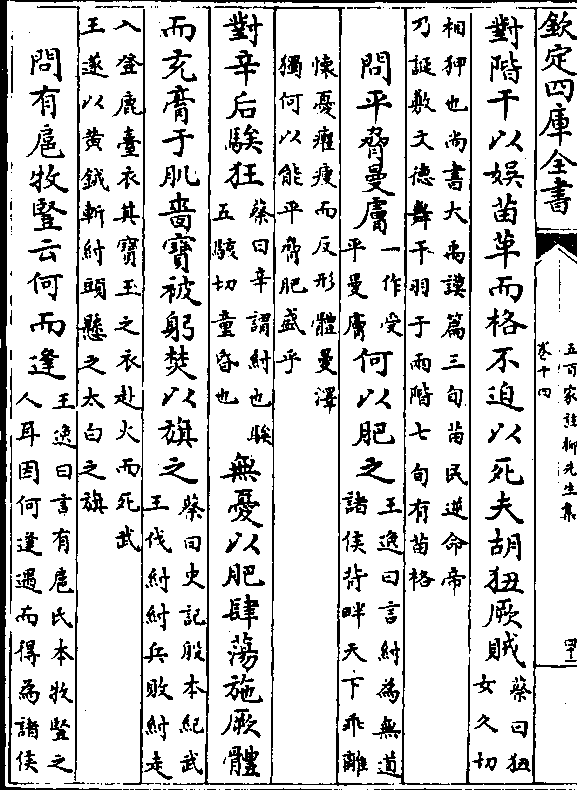 欽定四庫全書
五百家註柳先生集
卷十四
對階干以娛苗革而格不迫以死夫胡狃厥賊
蔡曰狃
女久切
相狎也尚書大禹謨篇三旬苗民逆命帝
乃誕敷文德舞干羽于兩階七旬有苗格
問平脅曼膚
一作受
平曼膚
何以肥之
王逸曰言紂為無道
諸侯背畔天下乖離
懷憂癯瘦而反形體曼澤
獨何以能平脅肥盛乎
對辛后騃狂
蔡曰辛謂紂也騃
五駭切童昏也
無憂以肥肆蕩施厥體
而充膏于肌嗇寶被躬焚以旗之
蔡曰史記殷本紀武
王伐紂紂兵敗紂走
入登鹿臺衣其寶玉之衣赴火而死武
王遂以黄鉞斬紂頭懸之太白之旗
問有扈牧豎云何而逢
王逸曰言有扈氏本牧豎之
人耳因何逢遇而得為諸侯